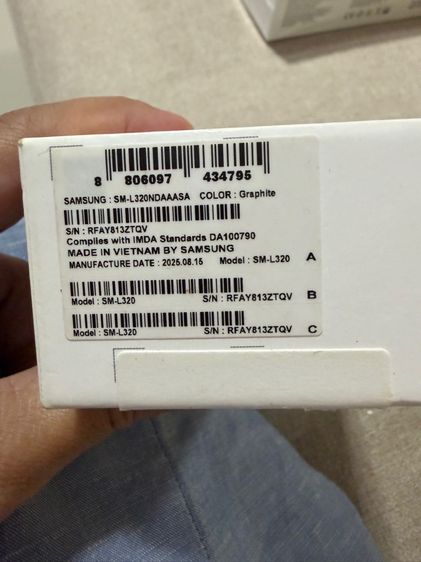 8 806097 434795
SAMSUNG : SM-L320NDAAASA COLOR : Graphite
S/N : RFAY813ZTQV
Complies with IMDA Standards DA100790
MADE IN VIETNAM BY SAMSUNG
MANUFACTURE DATE : 2025.08.15 Model : SM-L320 A
Model : SM-L320 S/N : RFAY813ZTQV B
Model : SM-L320 S/N : RFAY813ZTQV C